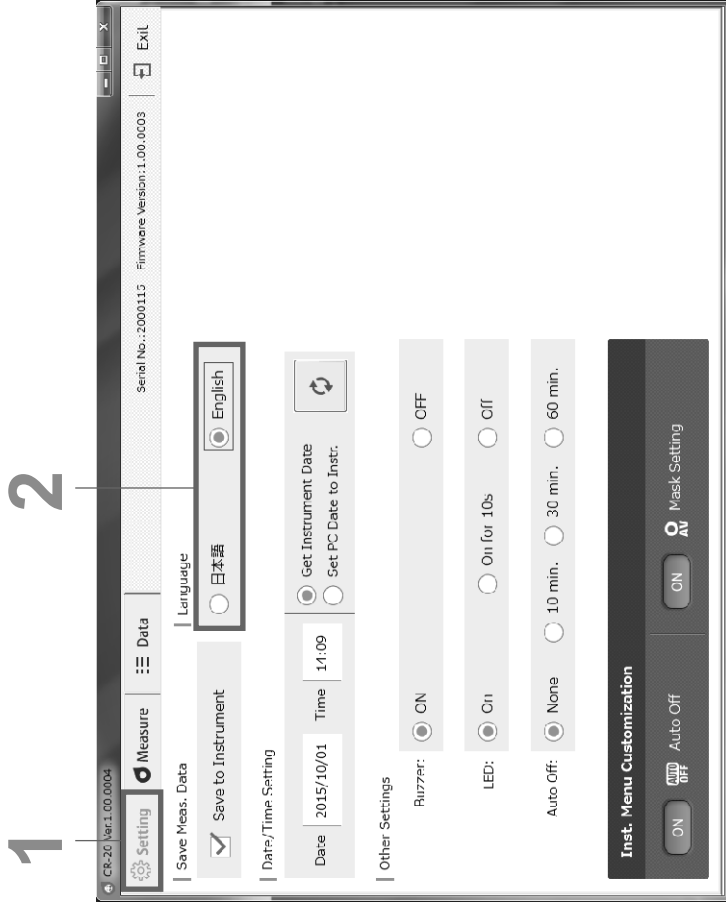 1
2
CR-20 Ver.1.00.0004
Setting
Measure
Data
Serial No.:2000115 Firmware Version:1.00.0003
Exit
Save Meas. Data
Save to Instrument
Language
日本語
English
Date/Time Setting
Date 2015/10/01 Time 14:09
Get Instrument Date
Set PC Date to Instr.
Other Settings
Buzzer: ON OFF
LED: On On for 10s Off
Auto Off: None 10 min. 30 min. 60 min.
Inst. Menu Customization
ON AUTO OFF Auto Off
ON AV Mask Setting